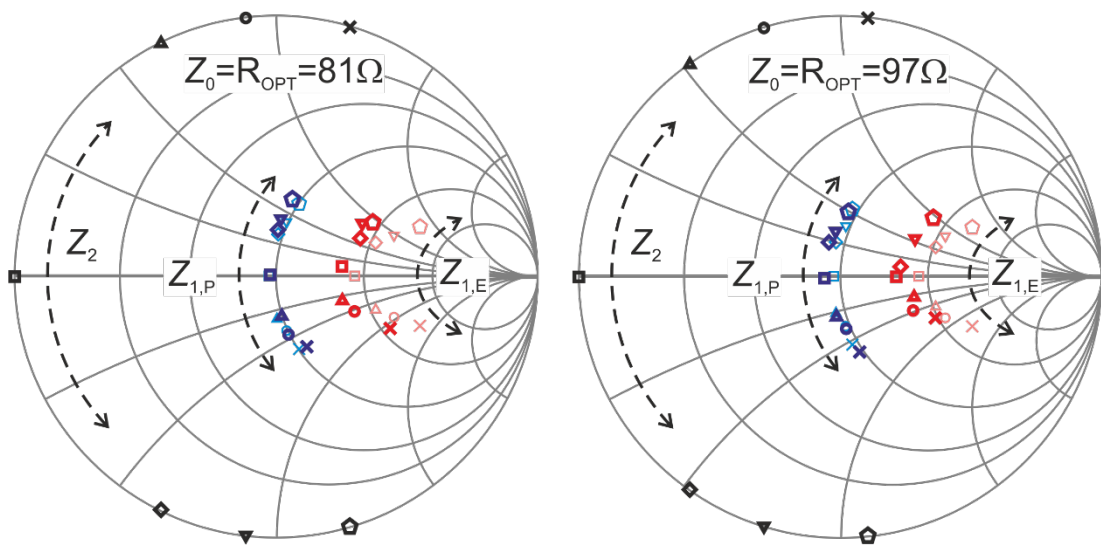 Z0=ROPT=81Ω
Z2
Z1,P
Z1,E
Z0=ROPT=97Ω
Z2
Z1,P
Z1,E